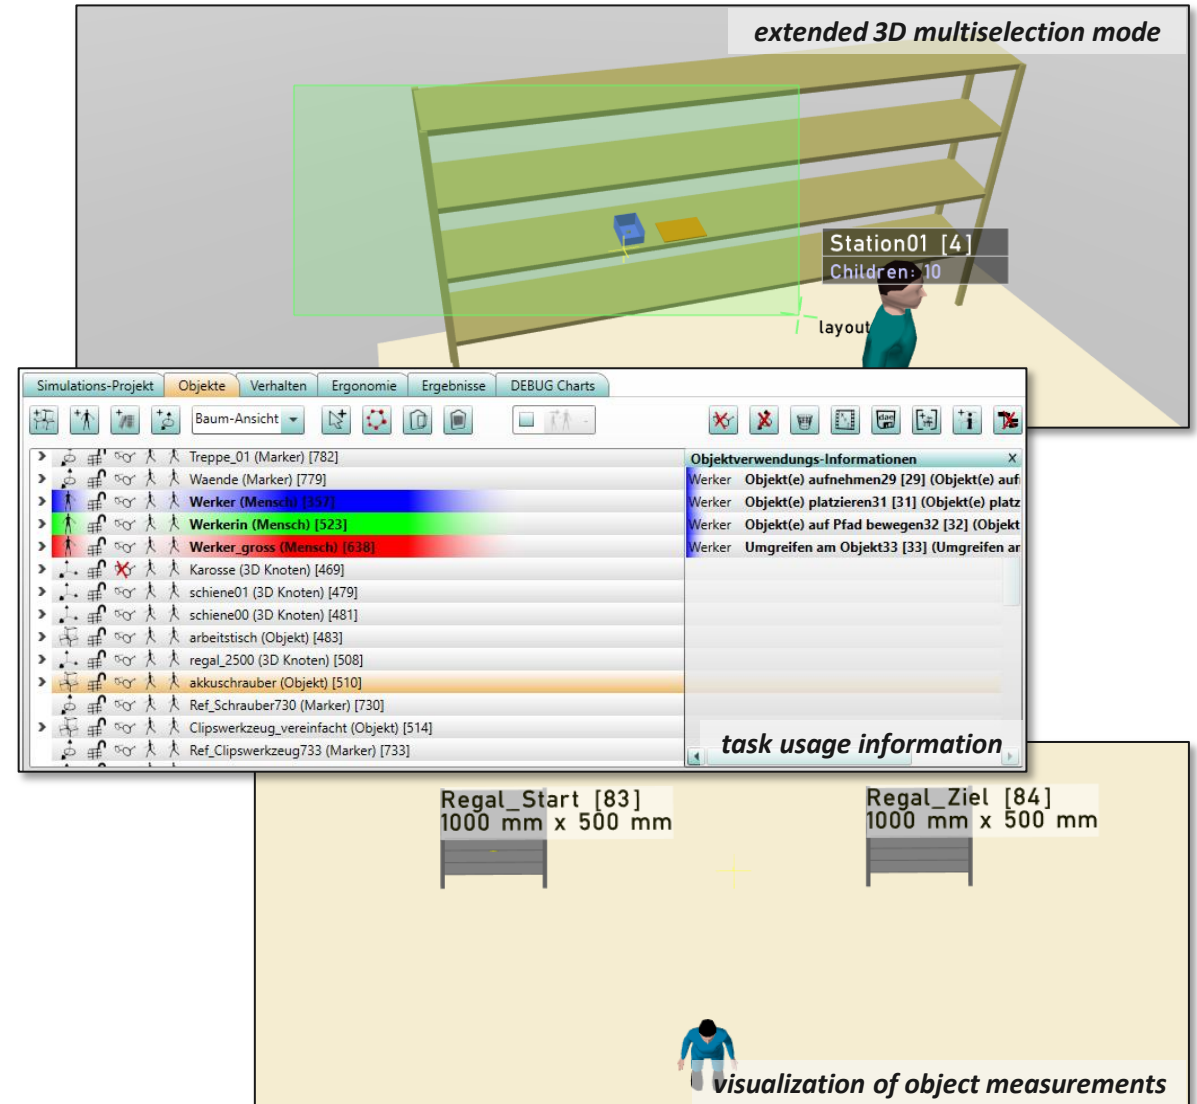 extended 3D multiselection mode
Station01 [4]
Children: 10
layout
Simulations-Projekt Objekte Verhalten Ergonomie Ergebnisse DEBUG Charts
Baum-Ansicht
dae
Treppe_01 (Marker) [782]
Waende (Marker) [779]
Werker (Mensch) [357]
Werkerin (Mensch) [523]
Werker_gross (Mensch) [638]
Karosse (3D Knoten) [469]
schiene01 (3D Knoten) [479]
schiene00 (3D Knoten) [481]
arbeitstisch (Objekt) [483]
regal_2500 (3D Knoten) [508]
akkuschrauber (Objekt) [510]
Ref_Schrauber730 (Marker) [730]
Clipswerkzeug_vereinfacht (Objekt) [514]
Ref_Clipswerkzeug733 (Marker) [733]
Objektverwendungs-Informationen X
Werker Objekt(e) aufnehmen29 [29] (Objekt(e) auf
Werker Objekt(e) platzieren31 [31] (Objekt(e) platz
Werker Objekt(e) auf Pfad bewegen32 [32] (Objekt
Werker Umgreifen am Objekt33 [33] (Umgreifen ar
task usage information
Regal_Start [83]
1000 mm x 500 mm
Regal_Ziel [84]
1000 mm x 500 mm
visualization of object measurements